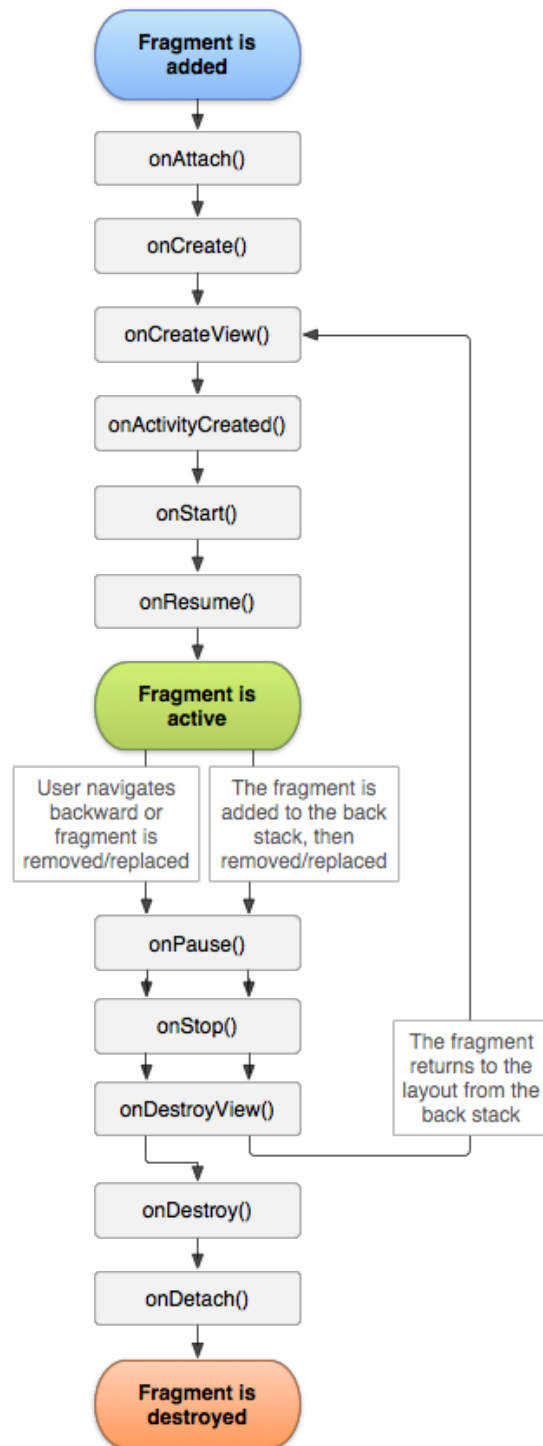 Fragment is
added
onAttach()
onCreate()
onCreateView()
onActivityCreated()
onStart()
onResume()
Fragment is
active
User navigates
backward or
fragment is
removed/replaced
The fragment is
added to the back
stack, then
removed/replaced
onPause()
onStop()
onDestroyView()
The fragment
returns to the
layout from the
back stack
onDestroy()
onDetach()
Fragment is
destroyed